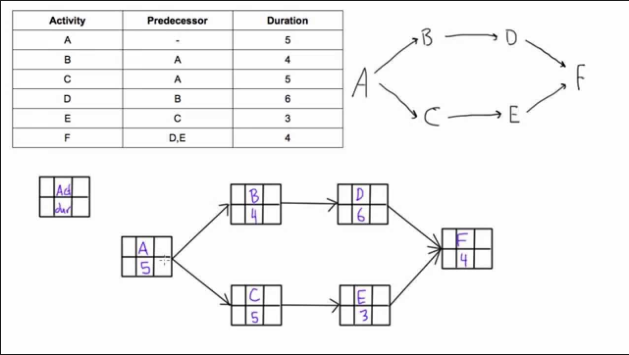 Activity Predecessor Duration
A - 5
B A 4
C A 5
D B 6
E C 3
F D,E 4
B D
A F
C E
Act
dur
B D
4 6
A F
5 4
C E
5 3